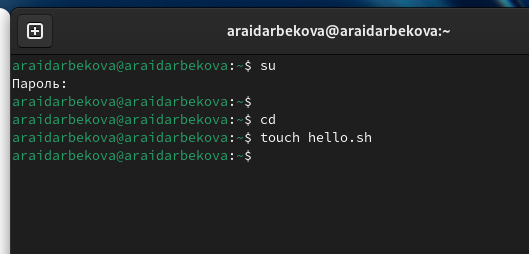 araidarbekova@araidarbekova:~
araidarbekova@araidarbekova:~$ su
Пароль:
araidarbekova@araidarbekova:~$
araidarbekova@araidarbekova:~$ cd
araidarbekova@araidarbekova:~$ touch hello.sh
araidarbekova@araidarbekova:~$